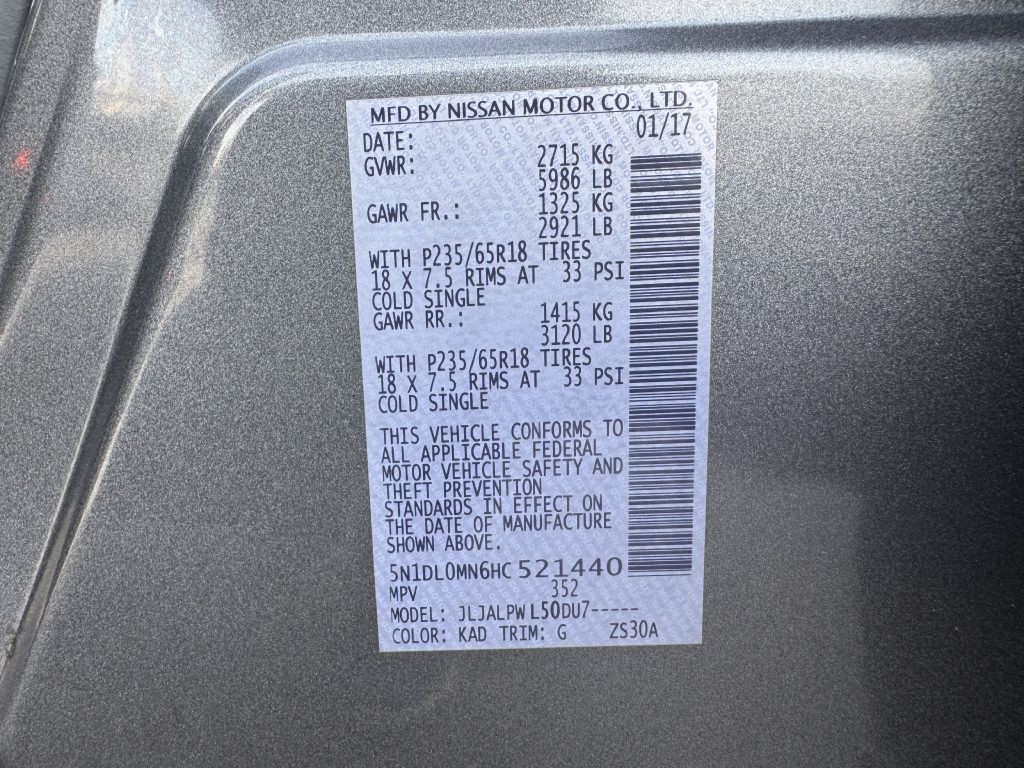 MFD BY NISSAN MOTOR CO., LTD.
DATE: 01/17
GVWR: 2715 KG
5986 LB
GAWR FR.: 1325 KG
2921 LB
WITH P235/65R18 TIRES
18 X 7.5 RIMS AT 33 PSI
COLD SINGLE
GAWR RR.: 1415 KG
3120 LB
WITH P235/65R18 TIRES
18 X 7.5 RIMS AT 33 PSI
COLD SINGLE
THIS VEHICLE CONFORMS TO
ALL APPLICABLE FEDERAL
MOTOR VEHICLE SAFETY AND
THEFT PREVENTION
STANDARDS IN EFFECT ON
THE DATE OF MANUFACTURE
SHOWN ABOVE.
5N1DL0MN6HC521440
MPV 352
MODEL: JLJALPWL50DU7-----
COLOR: KAD TRIM: G ZS30A